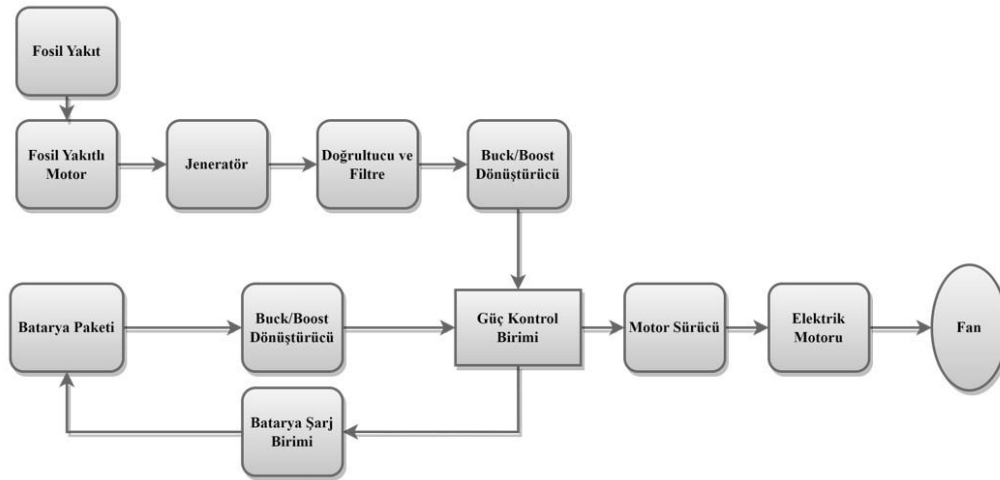 Fosil Yakıt
Fosil Yakıtlı
Motor
Jeneratör
Doğrultucu ve
Filtre
Buck/Boost
Dönüştürücü
Batarya Paketi
Buck/Boost
Dönüştürücü
Güç Kontrol
Birimi
Motor Sürücü
Elektrik
Motoru
Fan
Batarya Şarj
Birimi